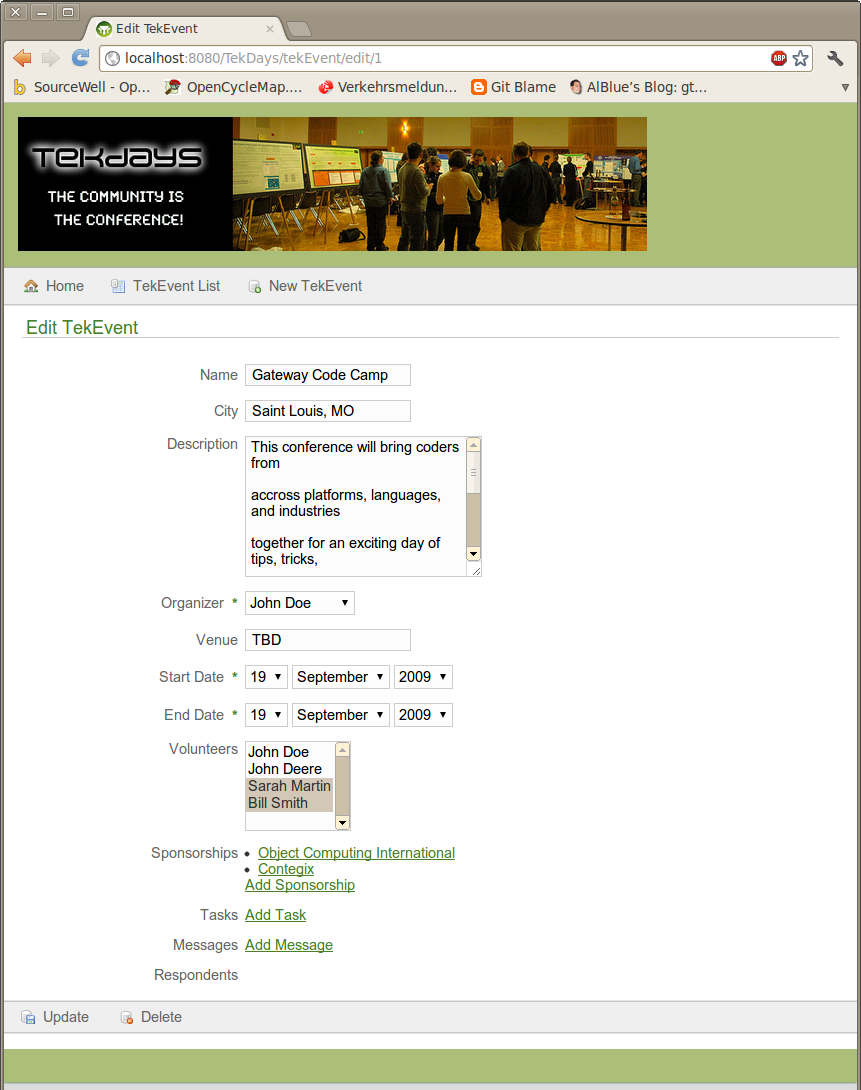 Edit TekEvent
localhost:8080/TekDays/tekEvent/edit/1
ABP
SourceWell - Op... OpenCycleMap.... Verkehrsmeldun... Git Blame AlBlue's Blog: gt...
TEKDAYS
THE COMMUNITY IS
THE CONFERENCE!
Home TekEvent List New TekEvent
Edit TekEvent
Name Gateway Code Camp
City Saint Louis, MO
Description This conference will bring coders
from
accross platforms, languages,
and industries
together for an exciting day of
tips, tricks,
Organizer * John Doe
Venue TBD
Start Date * 19 September 2009
End Date * 19 September 2009
Volunteers John Doe
John Deere
Sarah Martin
Bill Smith
Sponsorships • Object Computing International
• Contegix
Add Sponsorship
Tasks Add Task
Messages Add Message
Respondents
Update Delete